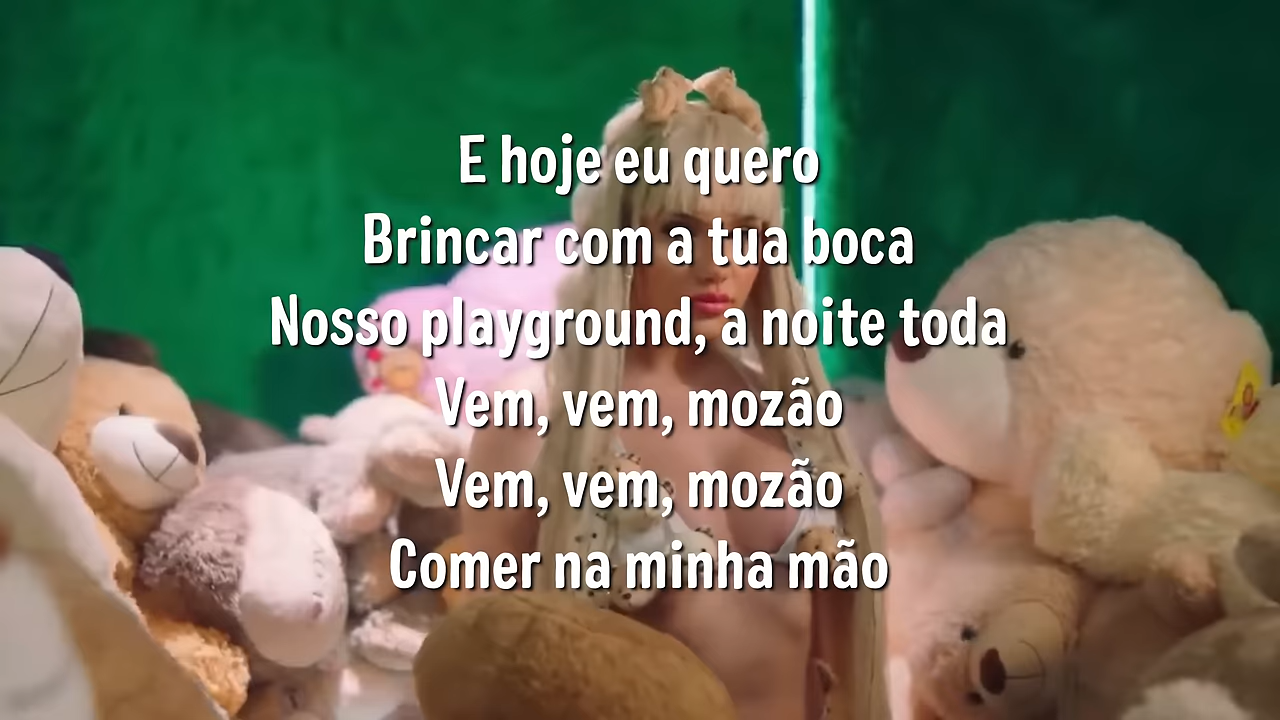 E hoje eu quero
Brincar com a tua boca
Nosso playground, a noite toda
Vem, vem, mozão
Vem, vem, mozão
Comer na minha mão